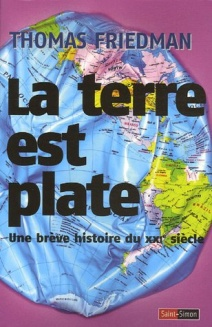 THOMAS FRIEDMAN
La terre
est
plate
Une brève histoire du XXIᵉ siècle
Saint-Simon